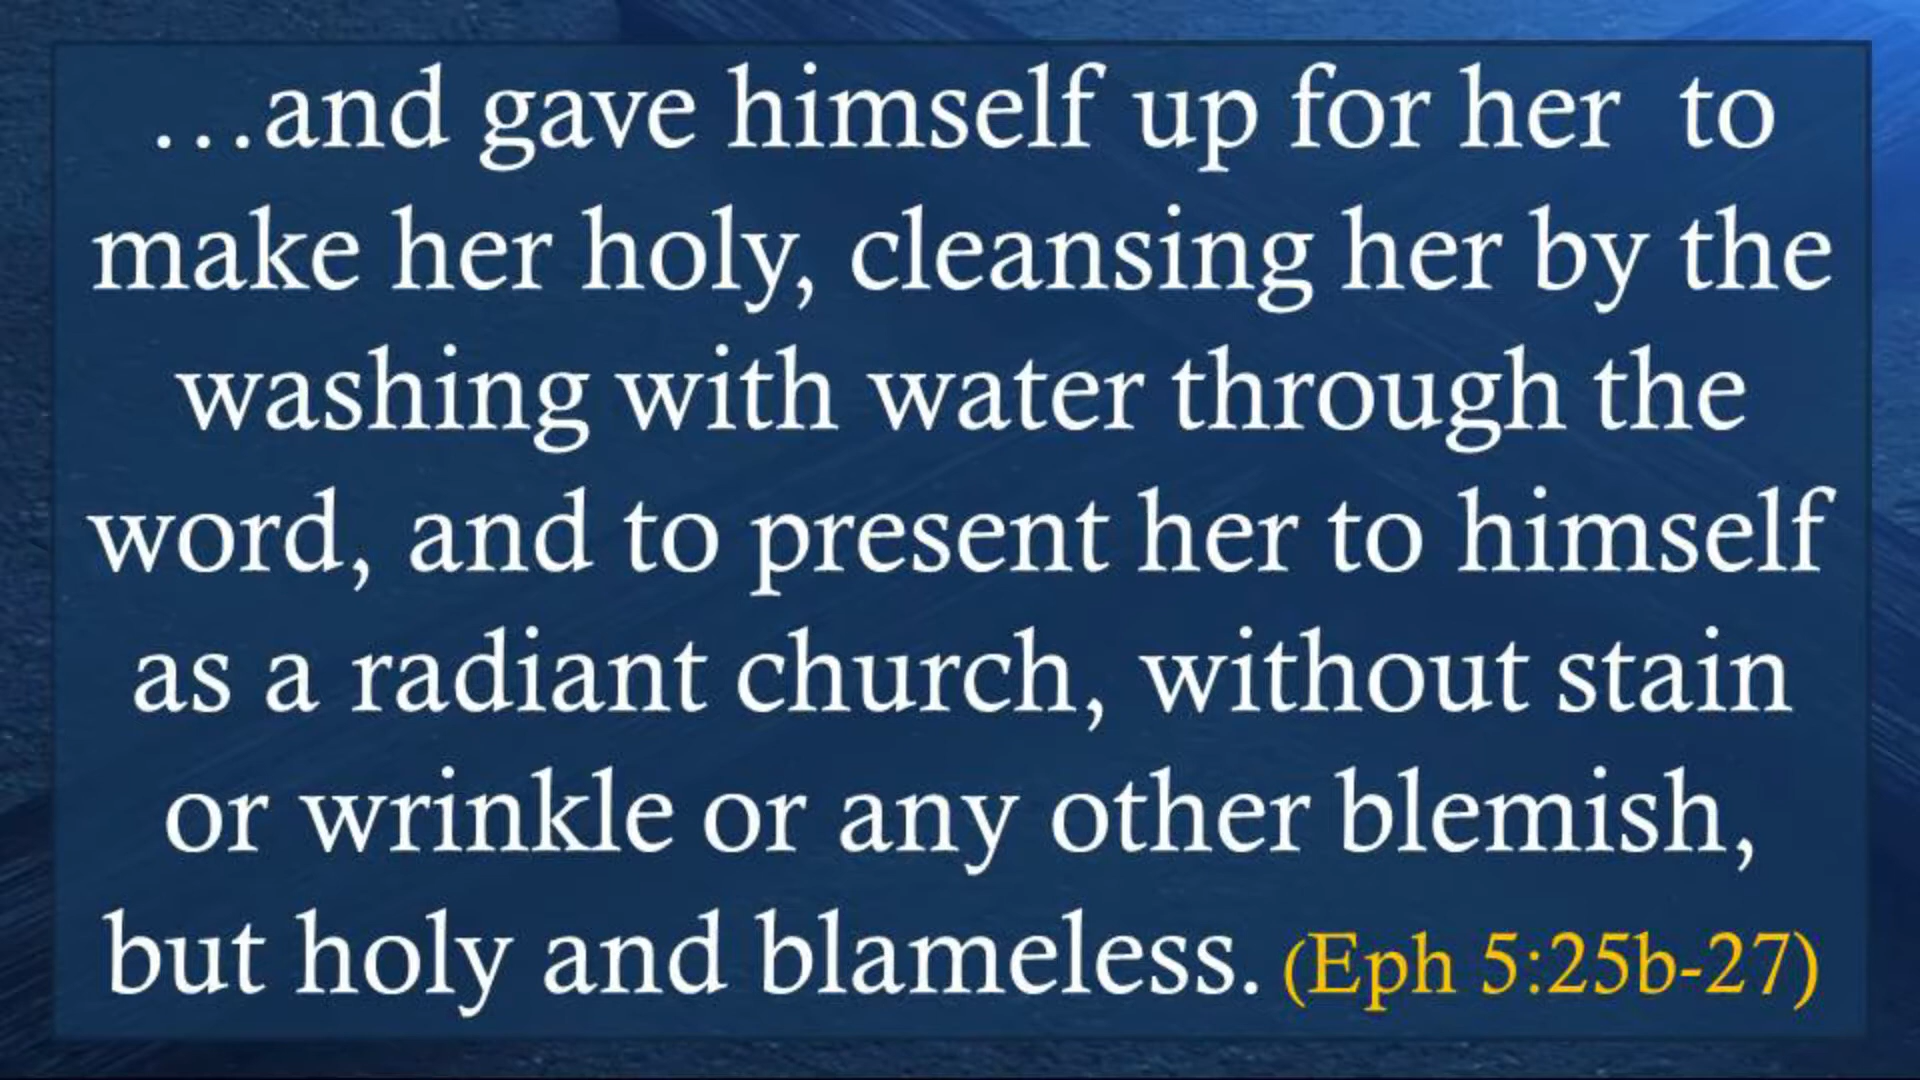 …and gave himself up for her  to
make her holy, cleansing her by the
washing with water through the
word, and to present her to himself
as a radiant church, without stain
or wrinkle or any other blemish,
but holy and blameless. (Eph 5:25b-27)